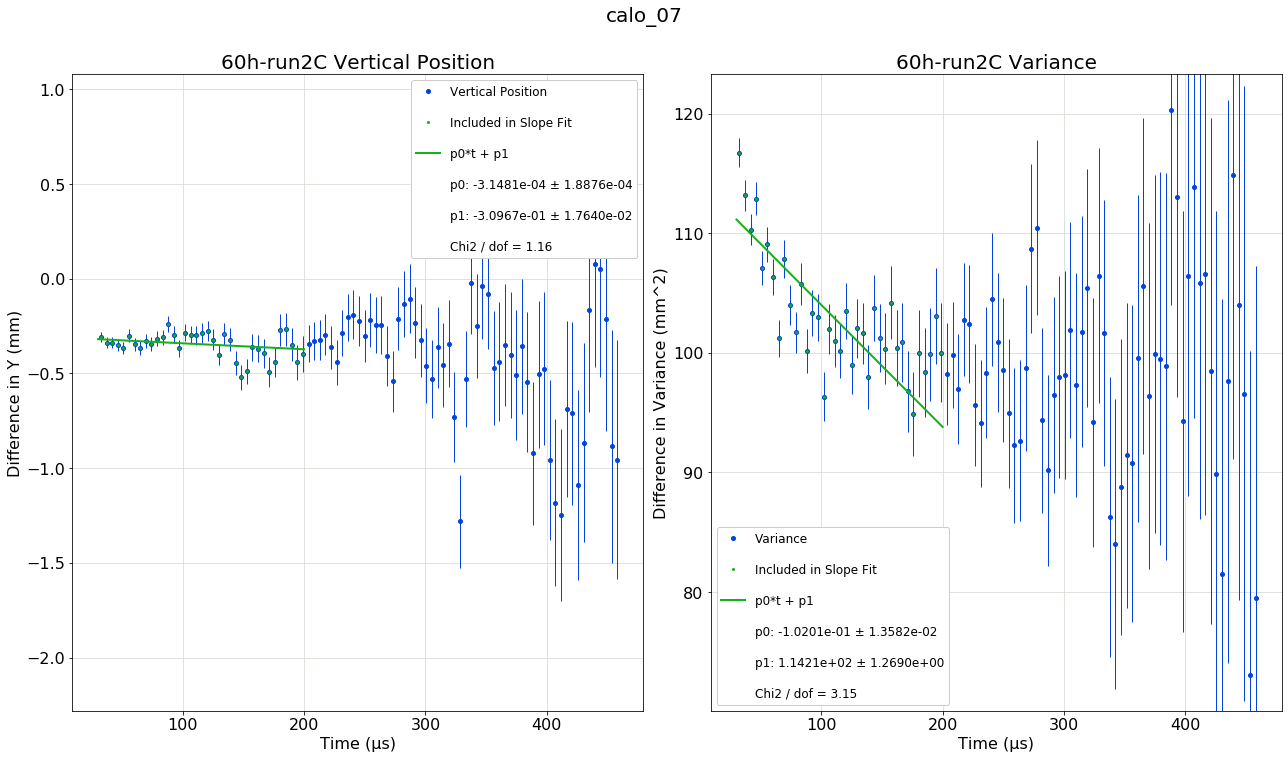 calo_07
60h-run2C Vertical Position
1.0
0.5
0.0
−0.5
−1.0
−1.5
−2.0
Difference in Y (mm)
100
200
300
400
Time (µs)
Vertical Position
Included in Slope Fit
p0*t + p1
p0: -3.1481e-04 ± 1.8876e-04
p1: -3.0967e-01 ± 1.7640e-02
Chi2 / dof = 1.16
60h-run2C Variance
120
110
100
90
80
Difference in Variance (mm^2)
100
200
300
400
Time (µs)
Variance
Included in Slope Fit
p0*t + p1
p0: -1.0201e-01 ± 1.3582e-02
p1: 1.1421e+02 ± 1.2690e+00
Chi2 / dof = 3.15